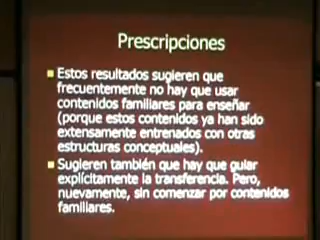 Prescripciones
Estos resultados sugieren que
frecuentemente no hay que usar
contenidos familiares para enseñar
(porque estos contenidos ya han sido
extensamente entrenados con otras
estructuras conceptuales).
Sugieren también que hay que guiar
explícitamente la transferencia. Pero,
nuevamente, sin comenzar por contenidos
familiares.